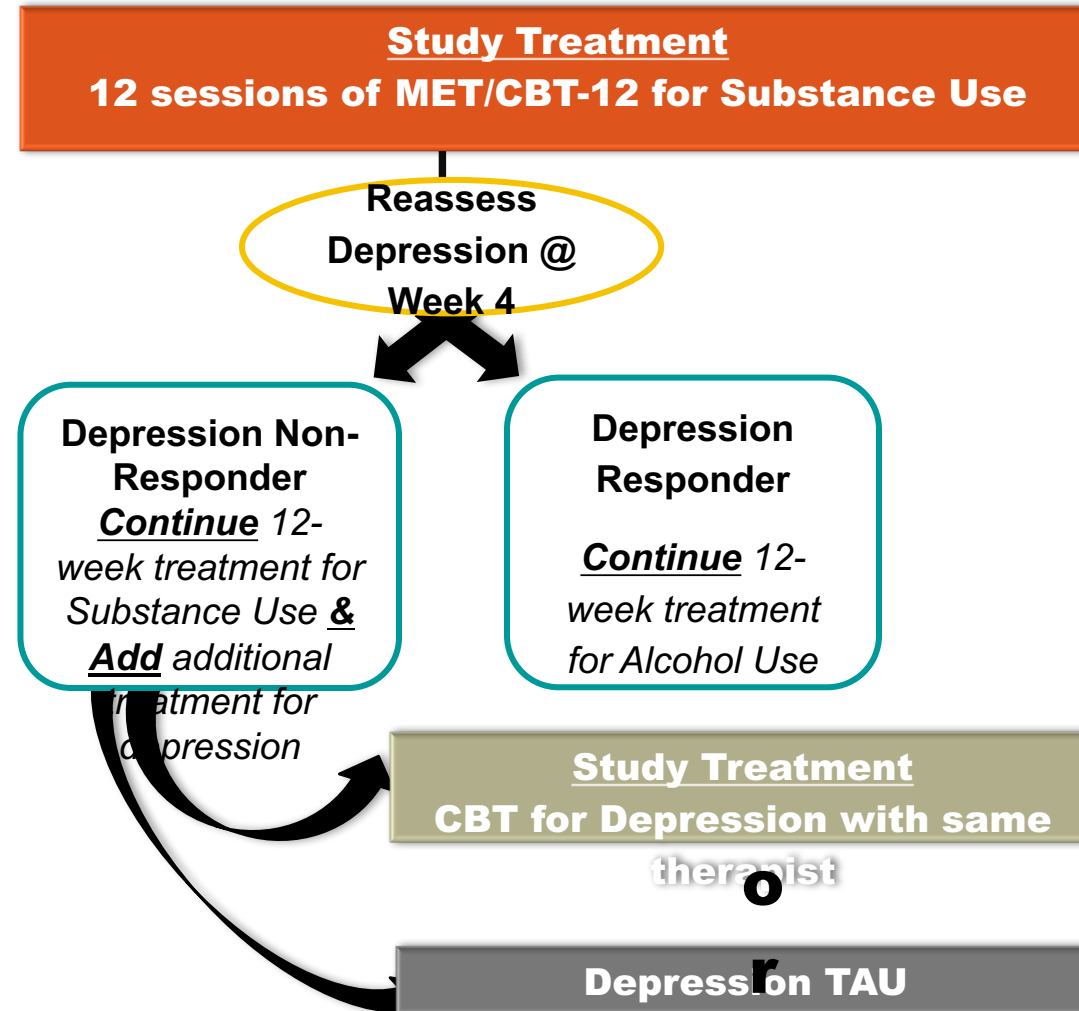 Study Treatment
12 sessions of MET/CBT-12 for Substance Use
Reassess
Depression @
Week 4
Depression Non-
Responder
Continue 12-
week treatment for
Substance Use &
Add additional
treatment for
depression
Depression
Responder
Continue 12-
week treatment
for Alcohol Use
Study Treatment
CBT for Depression with same
therapist
o
r
Depression TAU